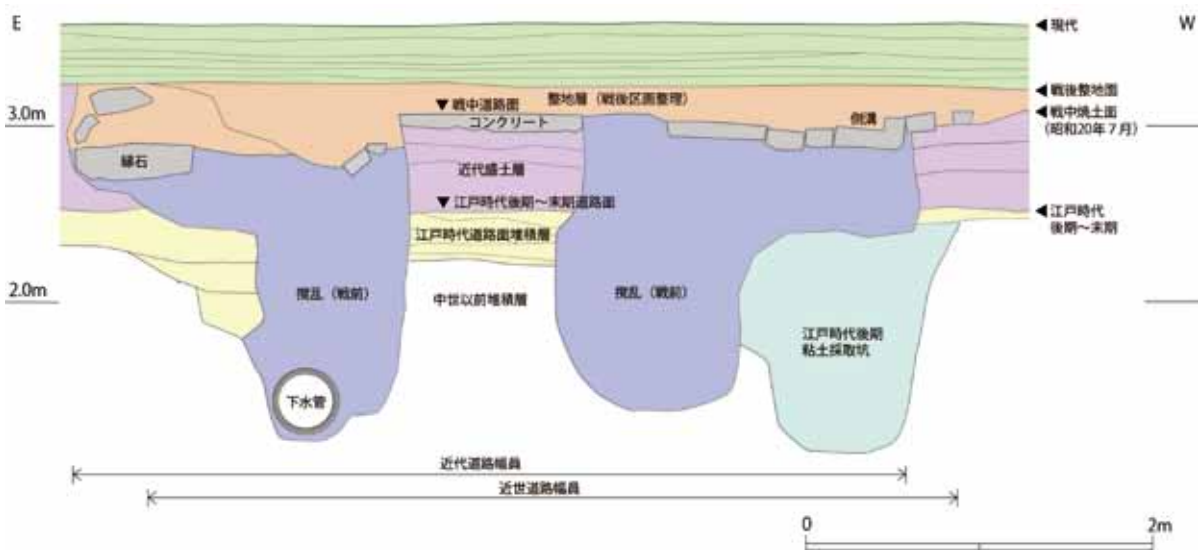 E
W
◀現代
◀戦後整地面
3.0m
▼戦中道路面
整地層（戦後区画整理）
◀戦中焼土面
（昭和20年7月）
コンクリート
側溝
縁石
近代盛土層
▼江戸時代後期～末期道路面
◀江戸時代
後期～末期
江戸時代道路面堆積層
2.0m
撹乱（戦前）
中世以前堆積層
撹乱（戦前）
江戸時代後期
粘土採取坑
下水管
近代道路幅員
近世道路幅員
0
2m